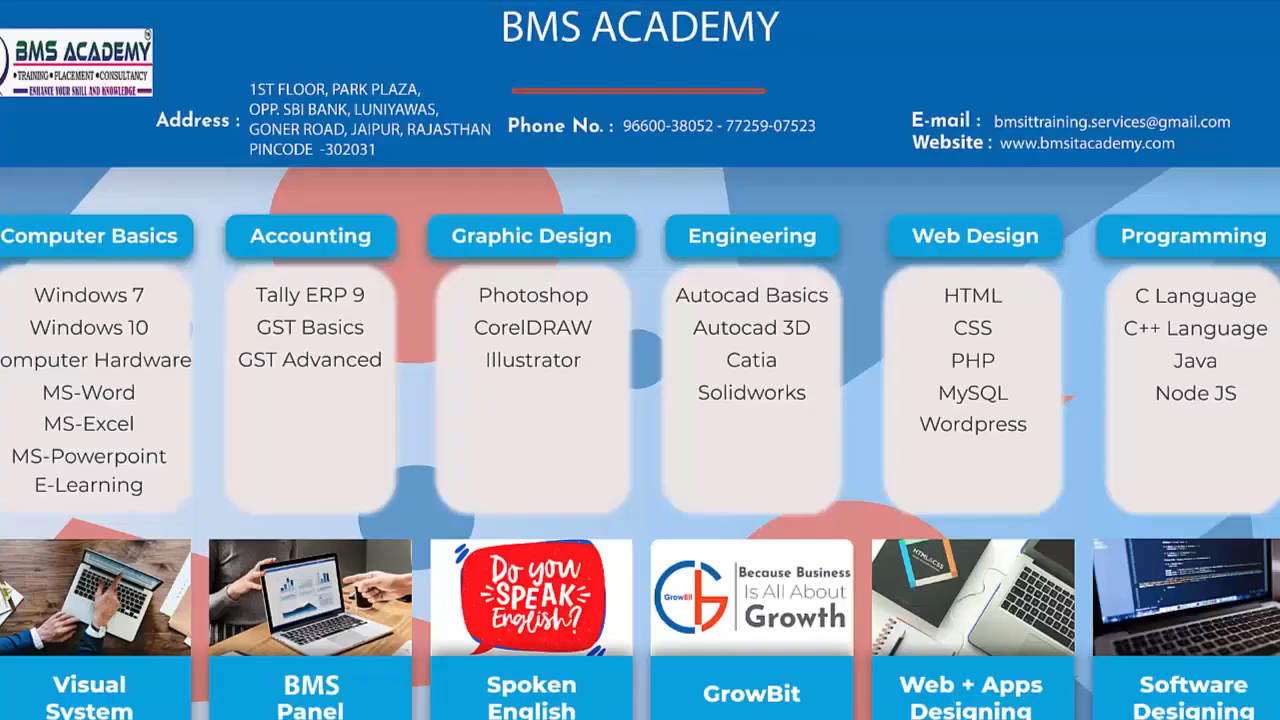 BMS ACADEMY
BMS ACADEMY
•TRAINING•PLACEMENT•CONSULTANCY
ENHANCE YOUR SKILL AND KNOWLEDGE
Address :
1ST FLOOR, PARK PLAZA,
OPP. SBI BANK, LUNIYAWAS,
GONER ROAD, JAIPUR, RAJASTHAN
PINCODE -302031
Phone No. : 96600-38052 - 77259-07523
E-mail : bmsittraining.services@gmail.com
Website : www.bmsitacademy.com
Computer Basics
Windows 7
Windows 10
omputer Hardware
MS-Word
MS-Excel
MS-Powerpoint
E-Learning
Accounting
Tally ERP 9
GST Basics
GST Advanced
Graphic Design
Photoshop
CorelDRAW
Illustrator
Engineering
Autocad Basics
Autocad 3D
Catia
Solidworks
Web Design
HTML
CSS
PHP
MySQL
Wordpress
Programming
C Language
C++ Language
Java
Node JS
Visual
System
BMS
Panel
Do you
SPEAK
English?
Spoken
English
GrowBit
Because Business
Is All About
Growth
GrowBit
HTML&CSS
Web + Apps
Designing
Software
Designing